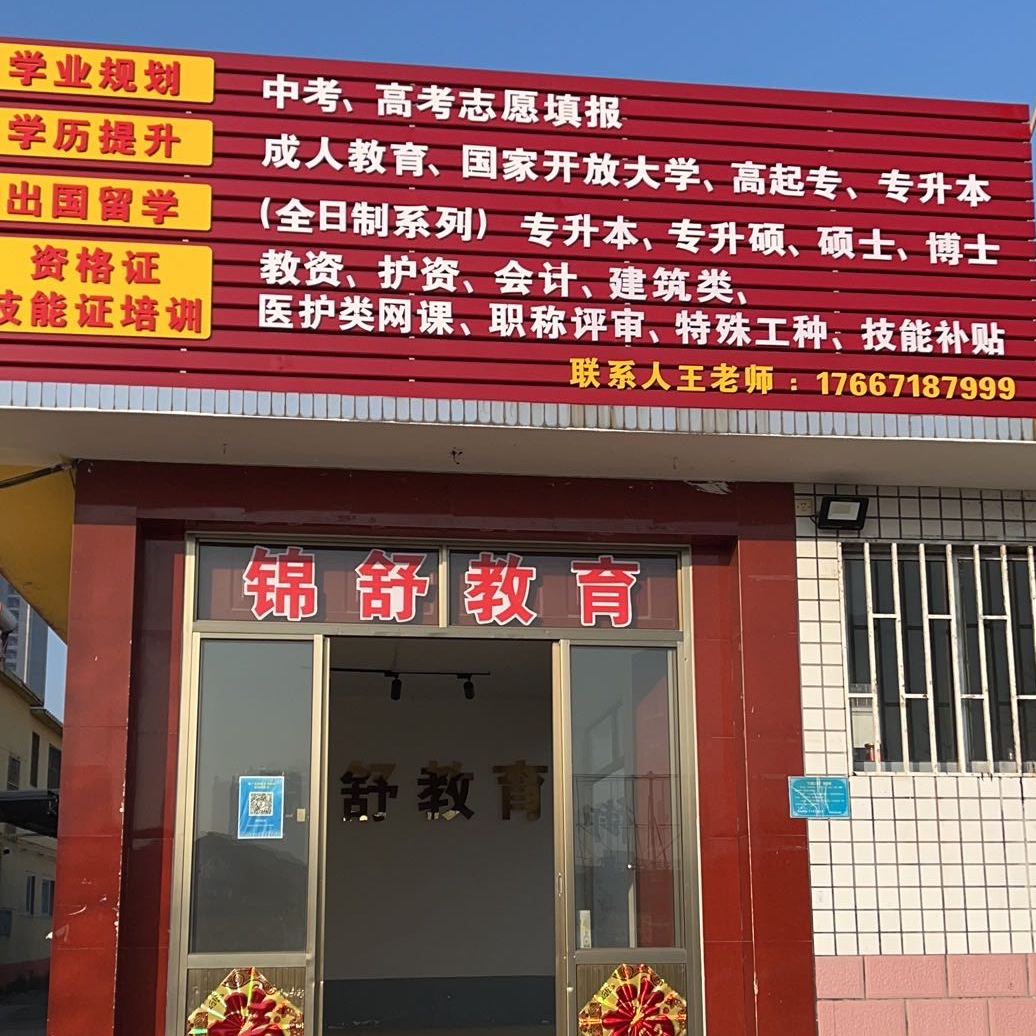 学业规划
中考、高考志愿填报
学历提升
成人教育、国家开放大学、高起专、专升本
出国留学
(全日制系列) 专升本、专升硕、硕士、博士
资格证
技能证培训
教资、护资、会计、建筑类、
医护类网课、职称评审、特殊工种、技能补贴
联系人王老师:17667187999
锦舒教育
舒教育